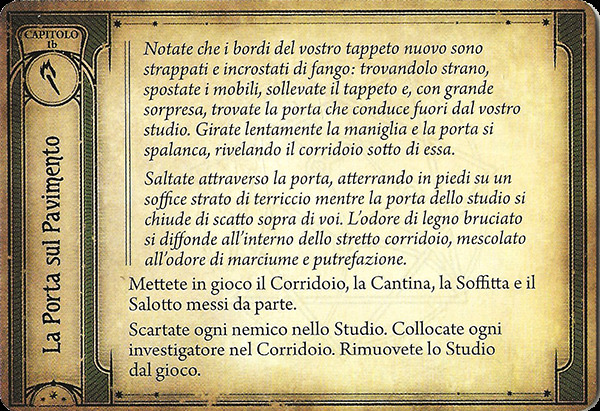 CAPITOLO
1b
La Porta sul Pavimento
Notate che i bordi del vostro tappeto nuovo sono
strappati e incrostati di fango: trovandolo strano,
spostate i mobili, sollevate il tappeto e, con grande
sorpresa, trovate la porta che conduce fuori dal vostro
studio. Girate lentamente la maniglia e la porta si
spalanca, rivelando il corridoio sotto di essa.
Saltate attraverso la porta, atterrando in piedi su un
soffice strato di terriccio mentre la porta dello studio si
chiude di scatto sopra di voi. L'odore di legno bruciato
si diffonde all'interno dello stretto corridoio, mescolato
all'odore di marciume e putrefazione.
Mettete in gioco il Corridoio, la Cantina, la Soffitta e il
Salotto messi da parte.
Scartate ogni nemico nello Studio. Collocate ogni
investigatore nel Corridoio. Rimuovete lo Studio
dal gioco.